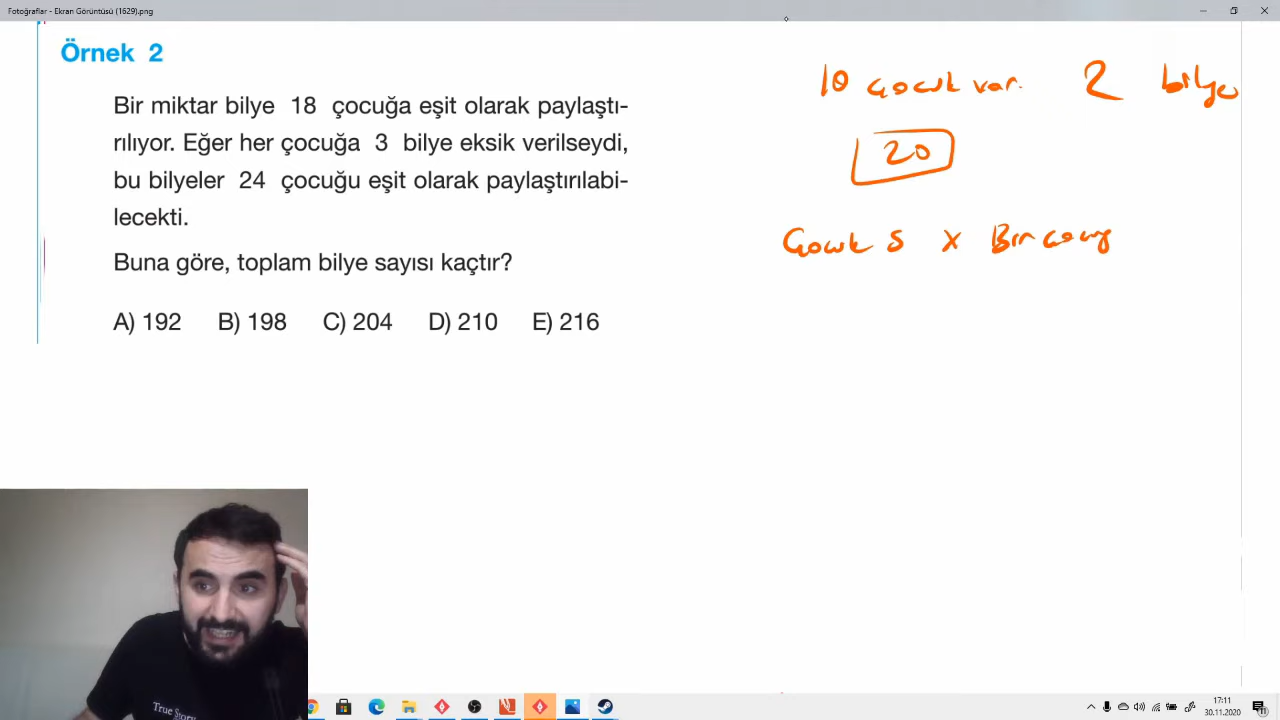 Fotoğraflar - Ekran Görüntüsü (1629).png
Örnek 2
Bir miktar bilye 18 çocuğa eşit olarak paylaştı-
rılıyor. Eğer her çocuğa 3 bilye eksik verilseydi,
bu bilyeler 24 çocuğu eşit olarak paylaştırılabi-
lecekti.
Buna göre, toplam bilye sayısı kaçtır?
A) 192 B) 198 C) 204 D) 210 E) 216
10 çocuk var. 2 bilye
20
Çocuk S x Bir
True Story
17:11
30.11.2020